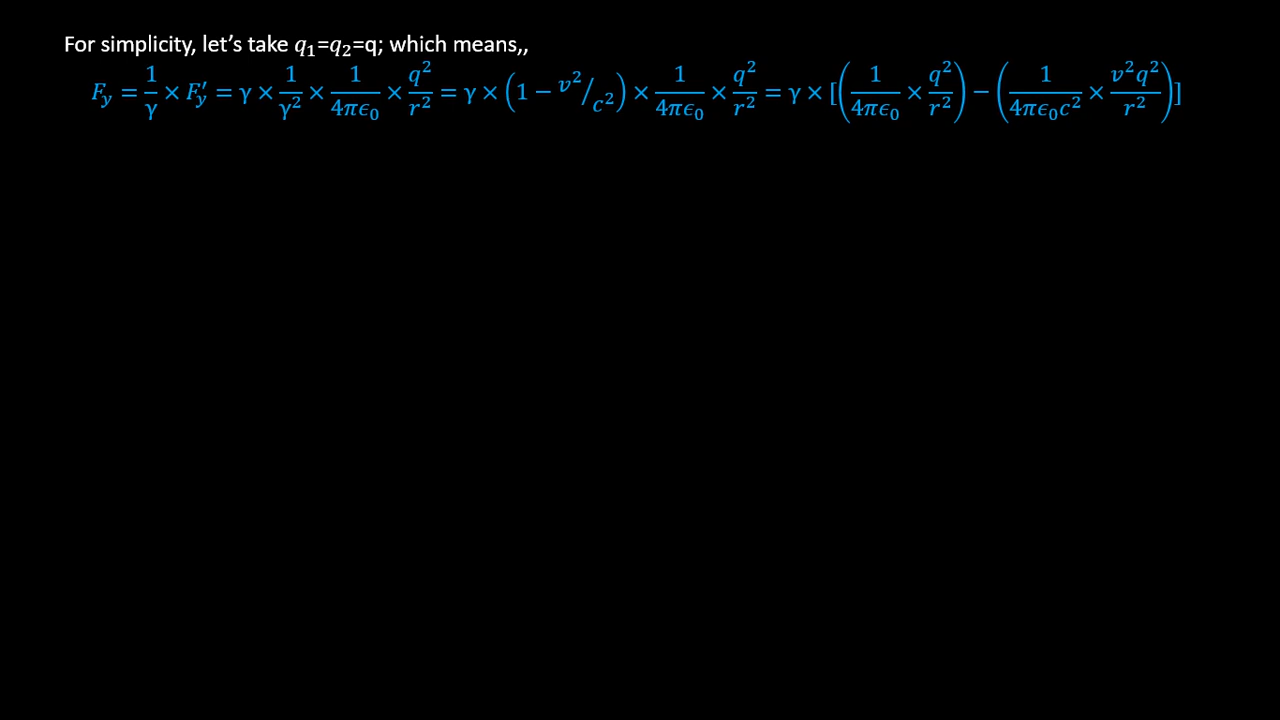 For simplicity, let's take q₁=q₂=q; which means,,
F_y = 1/γ × F′_y = γ × 1/γ² × 1/4πϵ₀ × q²/r² = γ × (1 − v²/c²) × 1/4πϵ₀ × q²/r² = γ × [(1/4πϵ₀ × q²/r²) − (1/4πϵ₀c² × v²q²/r²)]